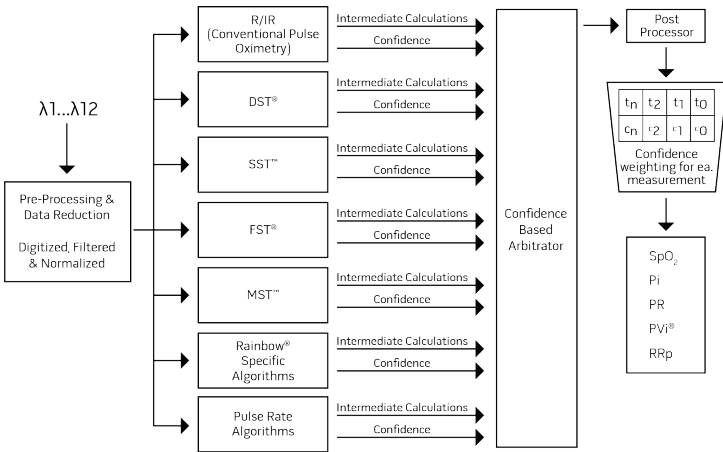 λ1...λ12
Pre-Processing &
Data Reduction
Digitized, Filtered
& Normalized
R/IR
(Conventional Pulse
Oximetry)
Intermediate Calculations
Confidence
DST®
Intermediate Calculations
Confidence
SST™
Intermediate Calculations
Confidence
FST®
Intermediate Calculations
Confidence
MST™
Intermediate Calculations
Confidence
Rainbow®
Specific
Algorithms
Intermediate Calculations
Confidence
Pulse Rate
Algorithms
Intermediate Calculations
Confidence
Confidence
Based
Arbitrator
Post
Processor
tn t2 t1 t0
cn c2 c1 c0
Confidence
weighting for ea.
measurement
SpO₂
Pi
PR
PVi®
RRp